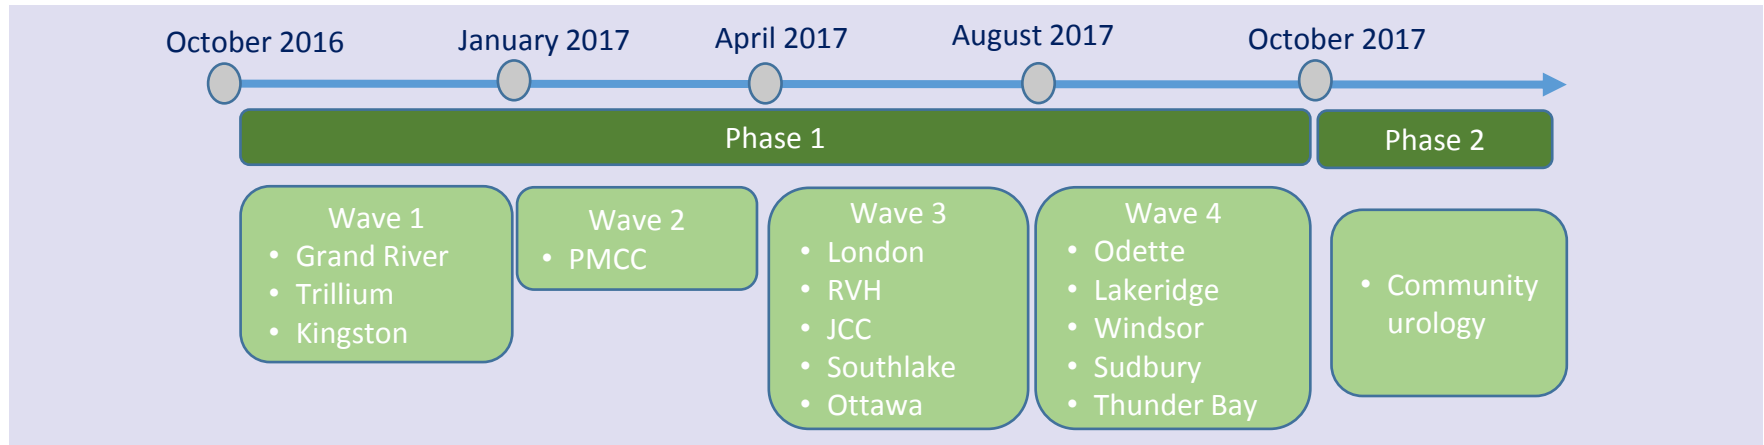 October 2016
January 2017
April 2017
August 2017
October 2017
Phase 1
Phase 2
Wave 1
• Grand River
• Trillium
• Kingston
Wave 2
• PMCC
Wave 3
• London
• RVH
• JCC
• Southlake
• Ottawa
Wave 4
• Odette
• Lakeridge
• Windsor
• Sudbury
• Thunder Bay
• Community
urology